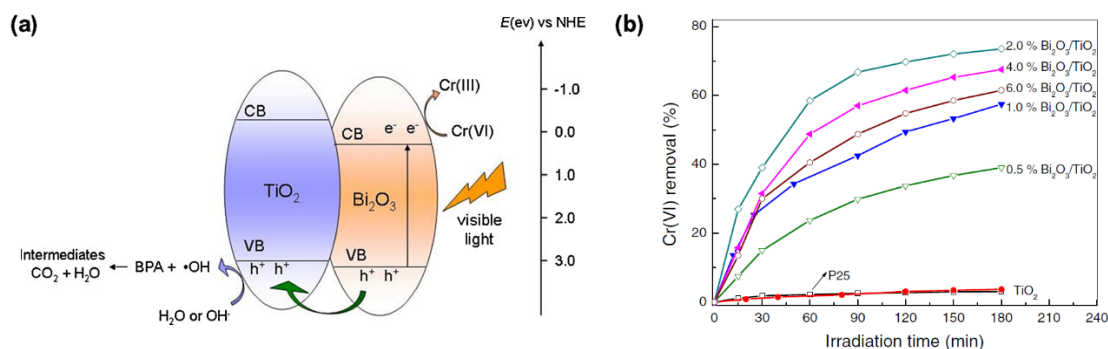 (a)
E(ev) vs NHE
-1.0
0.0
1.0
2.0
3.0
Cr(III)
Cr(VI)
CB
CB
e⁻ e⁻
TiO₂
Bi₂O₃
visible
light
VB
VB
h⁺ h⁺
h⁺ h⁺
Intermediates
CO₂ + H₂O
BPA + •OH
H₂O or OH⁻
(b)
Cr(VI) removal (%)
80
60
40
20
0
2.0 % Bi₂O₃/TiO₂
4.0 % Bi₂O₃/TiO₂
6.0 % Bi₂O₃/TiO₂
1.0 % Bi₂O₃/TiO₂
0.5 % Bi₂O₃/TiO₂
P25
TiO₂
0 30 60 90 120 150 180 210 240
Irradiation time (min)